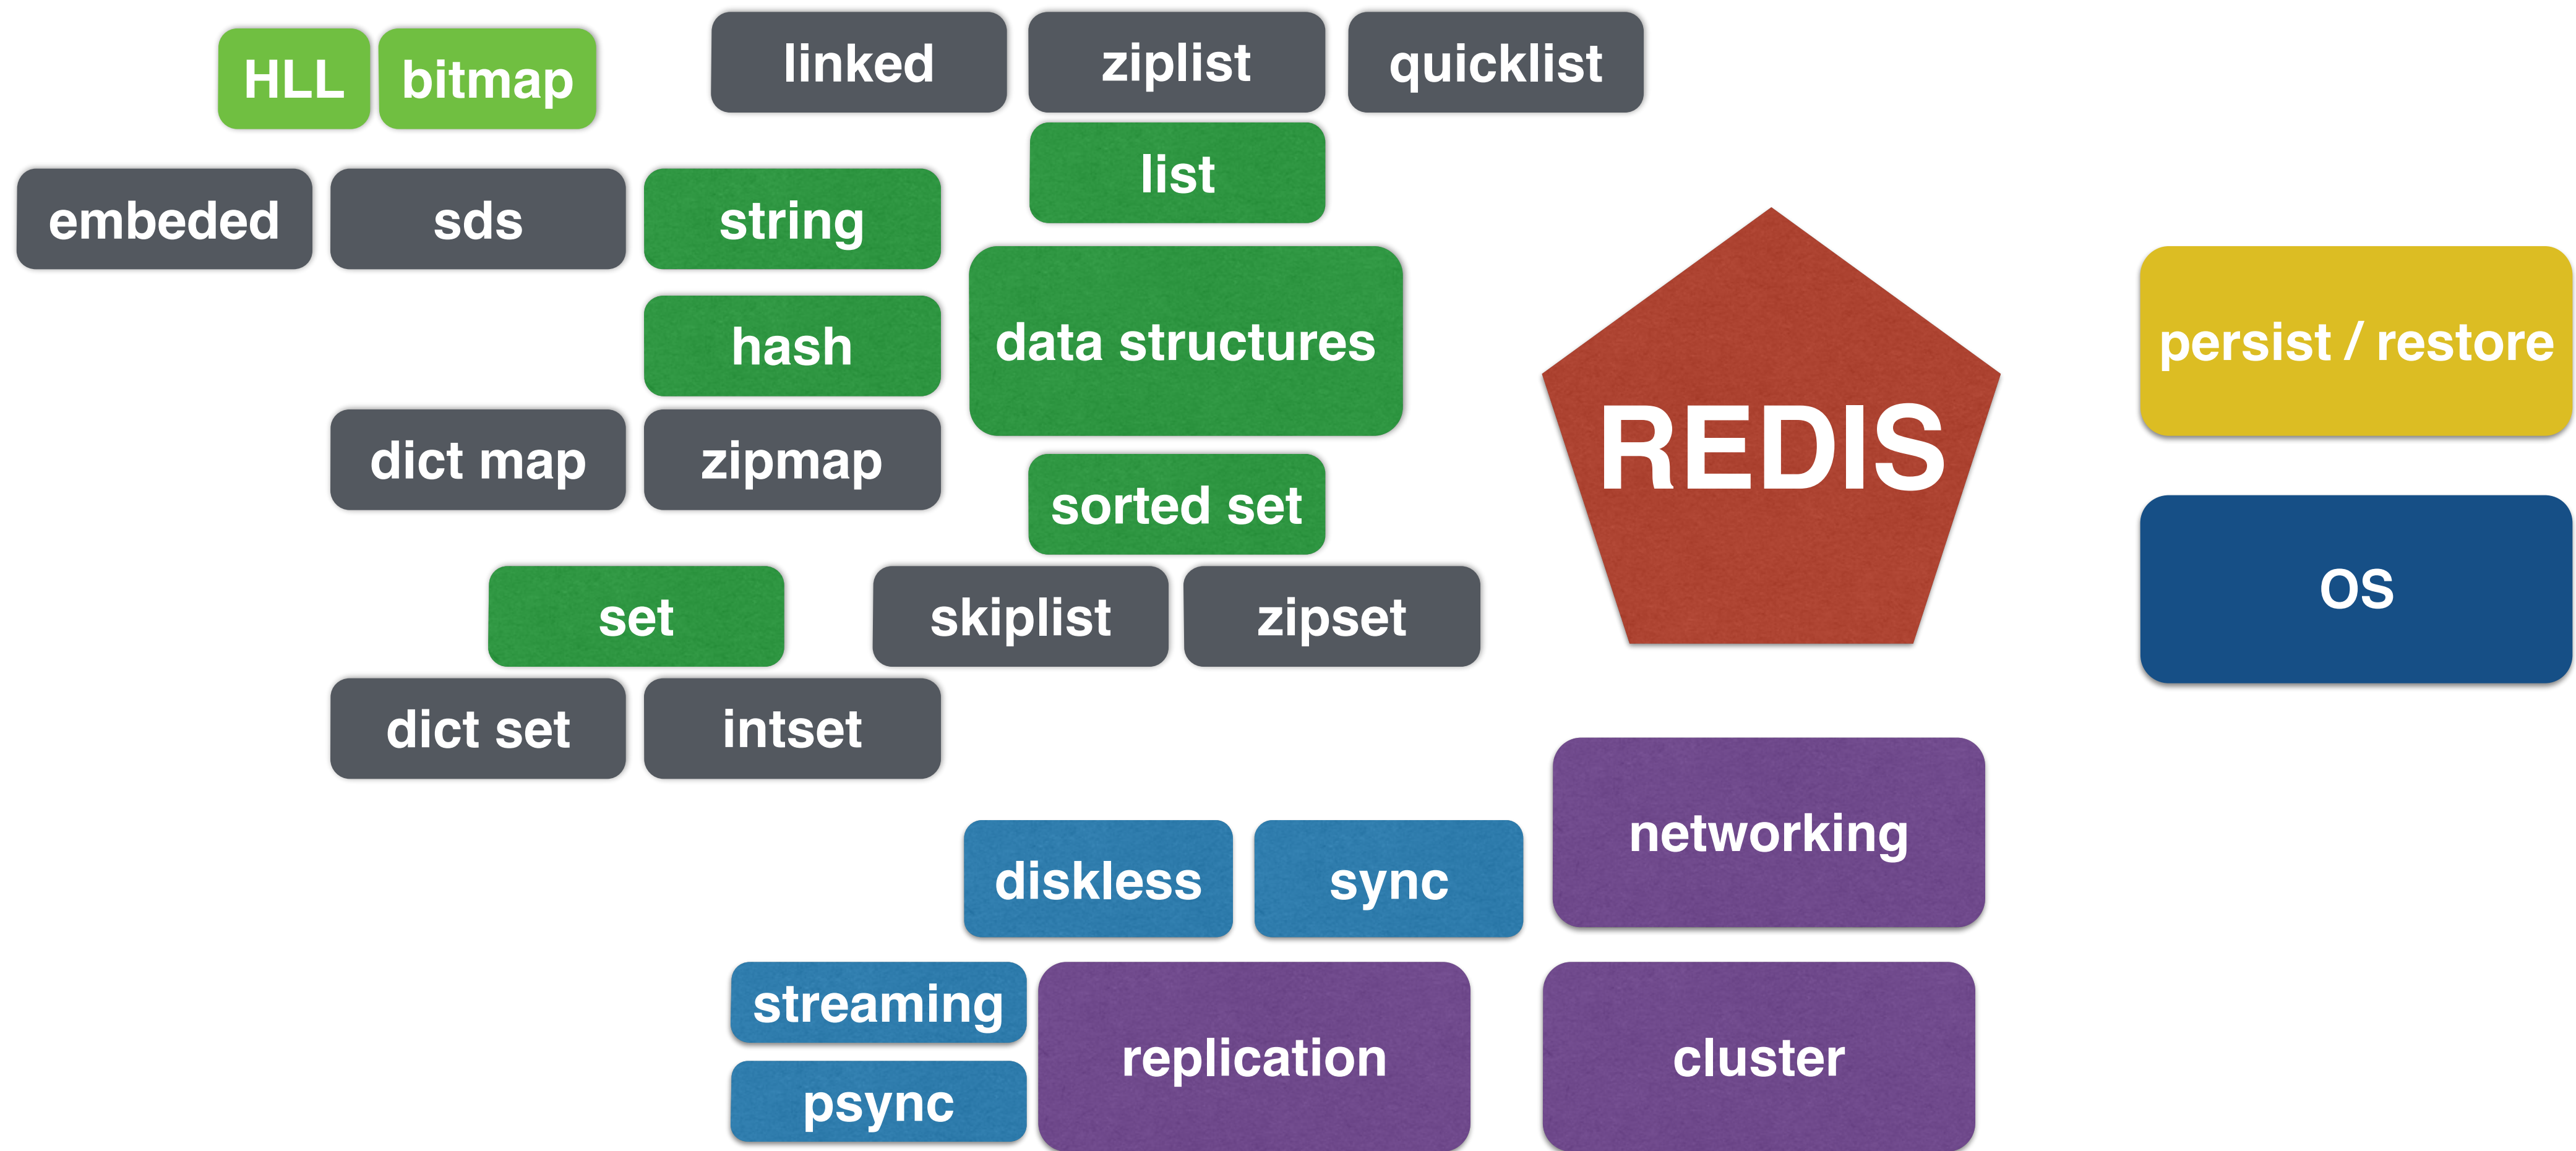 linked
ziplist
quicklist
HLL
bitmap
list
embeded
sds
string
hash
data structures
persist / restore
REDIS
dict map
zipmap
sorted set
OS
set
skiplist
zipset
dict set
intset
networking
diskless
sync
streaming
replication
cluster
psync